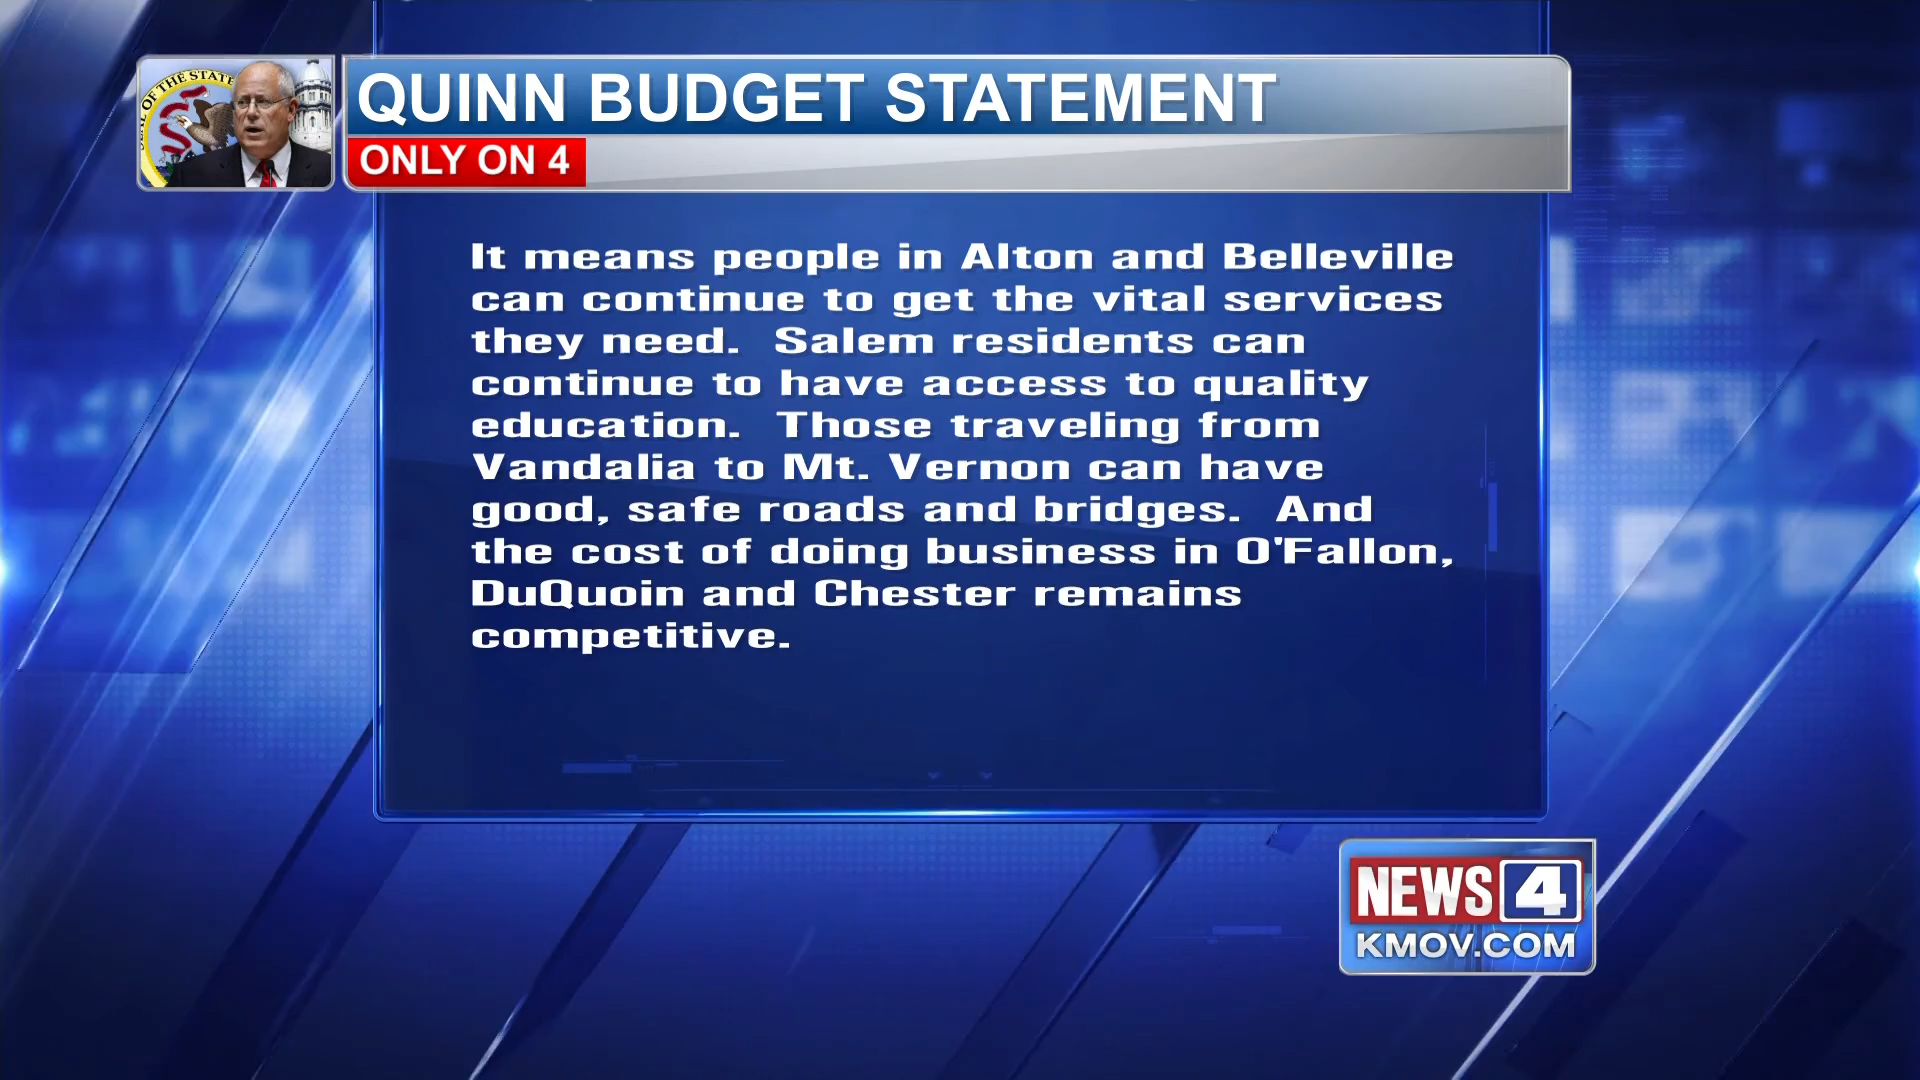 OF THE STATE
QUINN BUDGET STATEMENT
ONLY ON 4
It means people in Alton and Belleville
can continue to get the vital services
they need. Salem residents can
continue to have access to quality
education. Those traveling from
Vandalia to Mt. Vernon can have
good, safe roads and bridges. And
the cost of doing business in O'Fallon,
DuQuoin and Chester remains
competitive.
NEWS 4
KMOV.COM